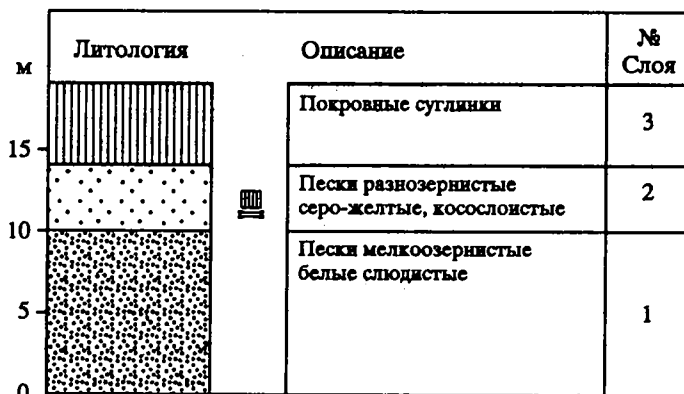 Литология
Описание
№
Слоя
м
Покровные суглинки
3
15
Пески разнозернистые
серо-желтые, косослоистые
2
10
Пески мелкоозернистые
белые слюдистые
1
5
0